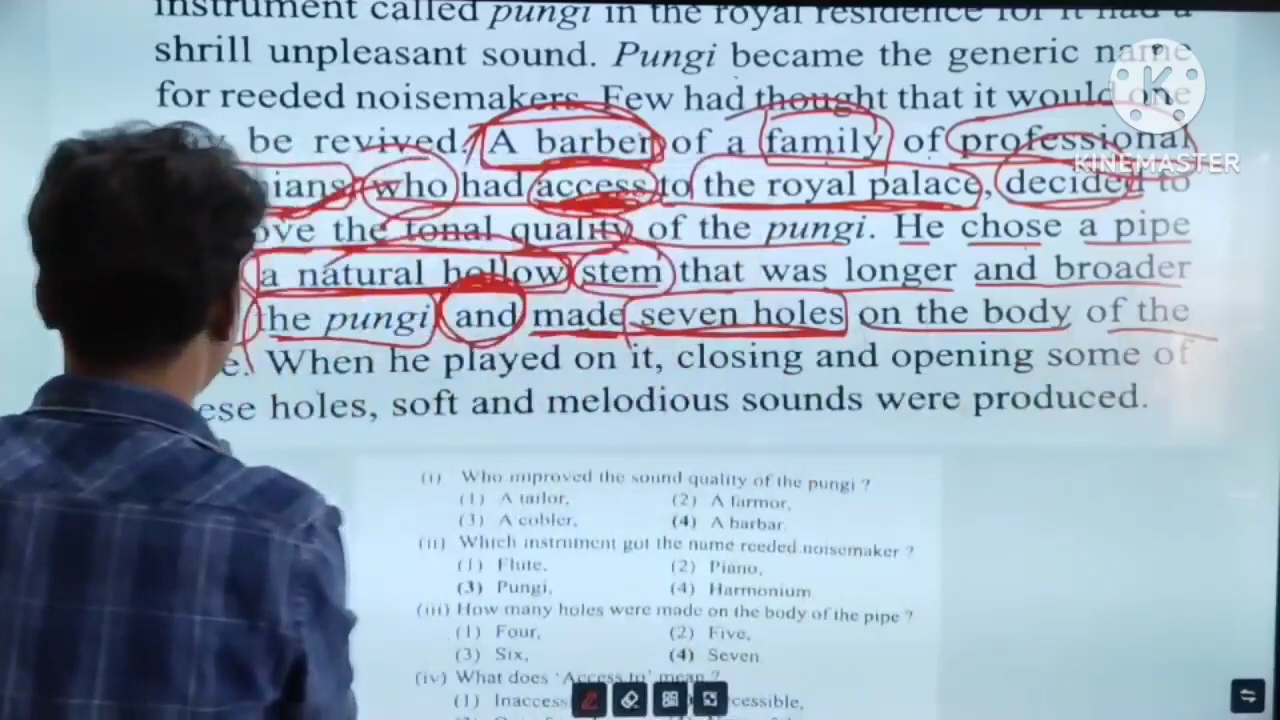 instrument called pungi in the royal residence for it had a
shrill unpleasant sound. Pungi became the generic name
for reeded noisemakers. Few had thought that it would one
be revived. A barber of a family of professional
who had access to the royal palace, decided to
the tonal quality of the pungi. He chose a pipe
a natural hollow stem that was longer and broader
the pungi and made seven holes on the body of the
When he played on it, closing and opening some of
ese holes, soft and melodious sounds were produced.
K
KINEMASTER
(i) Who improved the sound quality of the pungi ?
(1) A tailor, (2) A farmor,
(3) A cobler, (4) A barbar.
(ii) Which instrument got the name reeded noisemaker ?
(1) Flute, (2) Piano,
(3) Pungi, (4) Harmonium
(iii) How many holes were made on the body of the pipe ?
(1) Four, (2) Five,
(3) Six, (4) Seven.
(iv) What does 'Access to' mean ?
(1) Inaccess cessible,